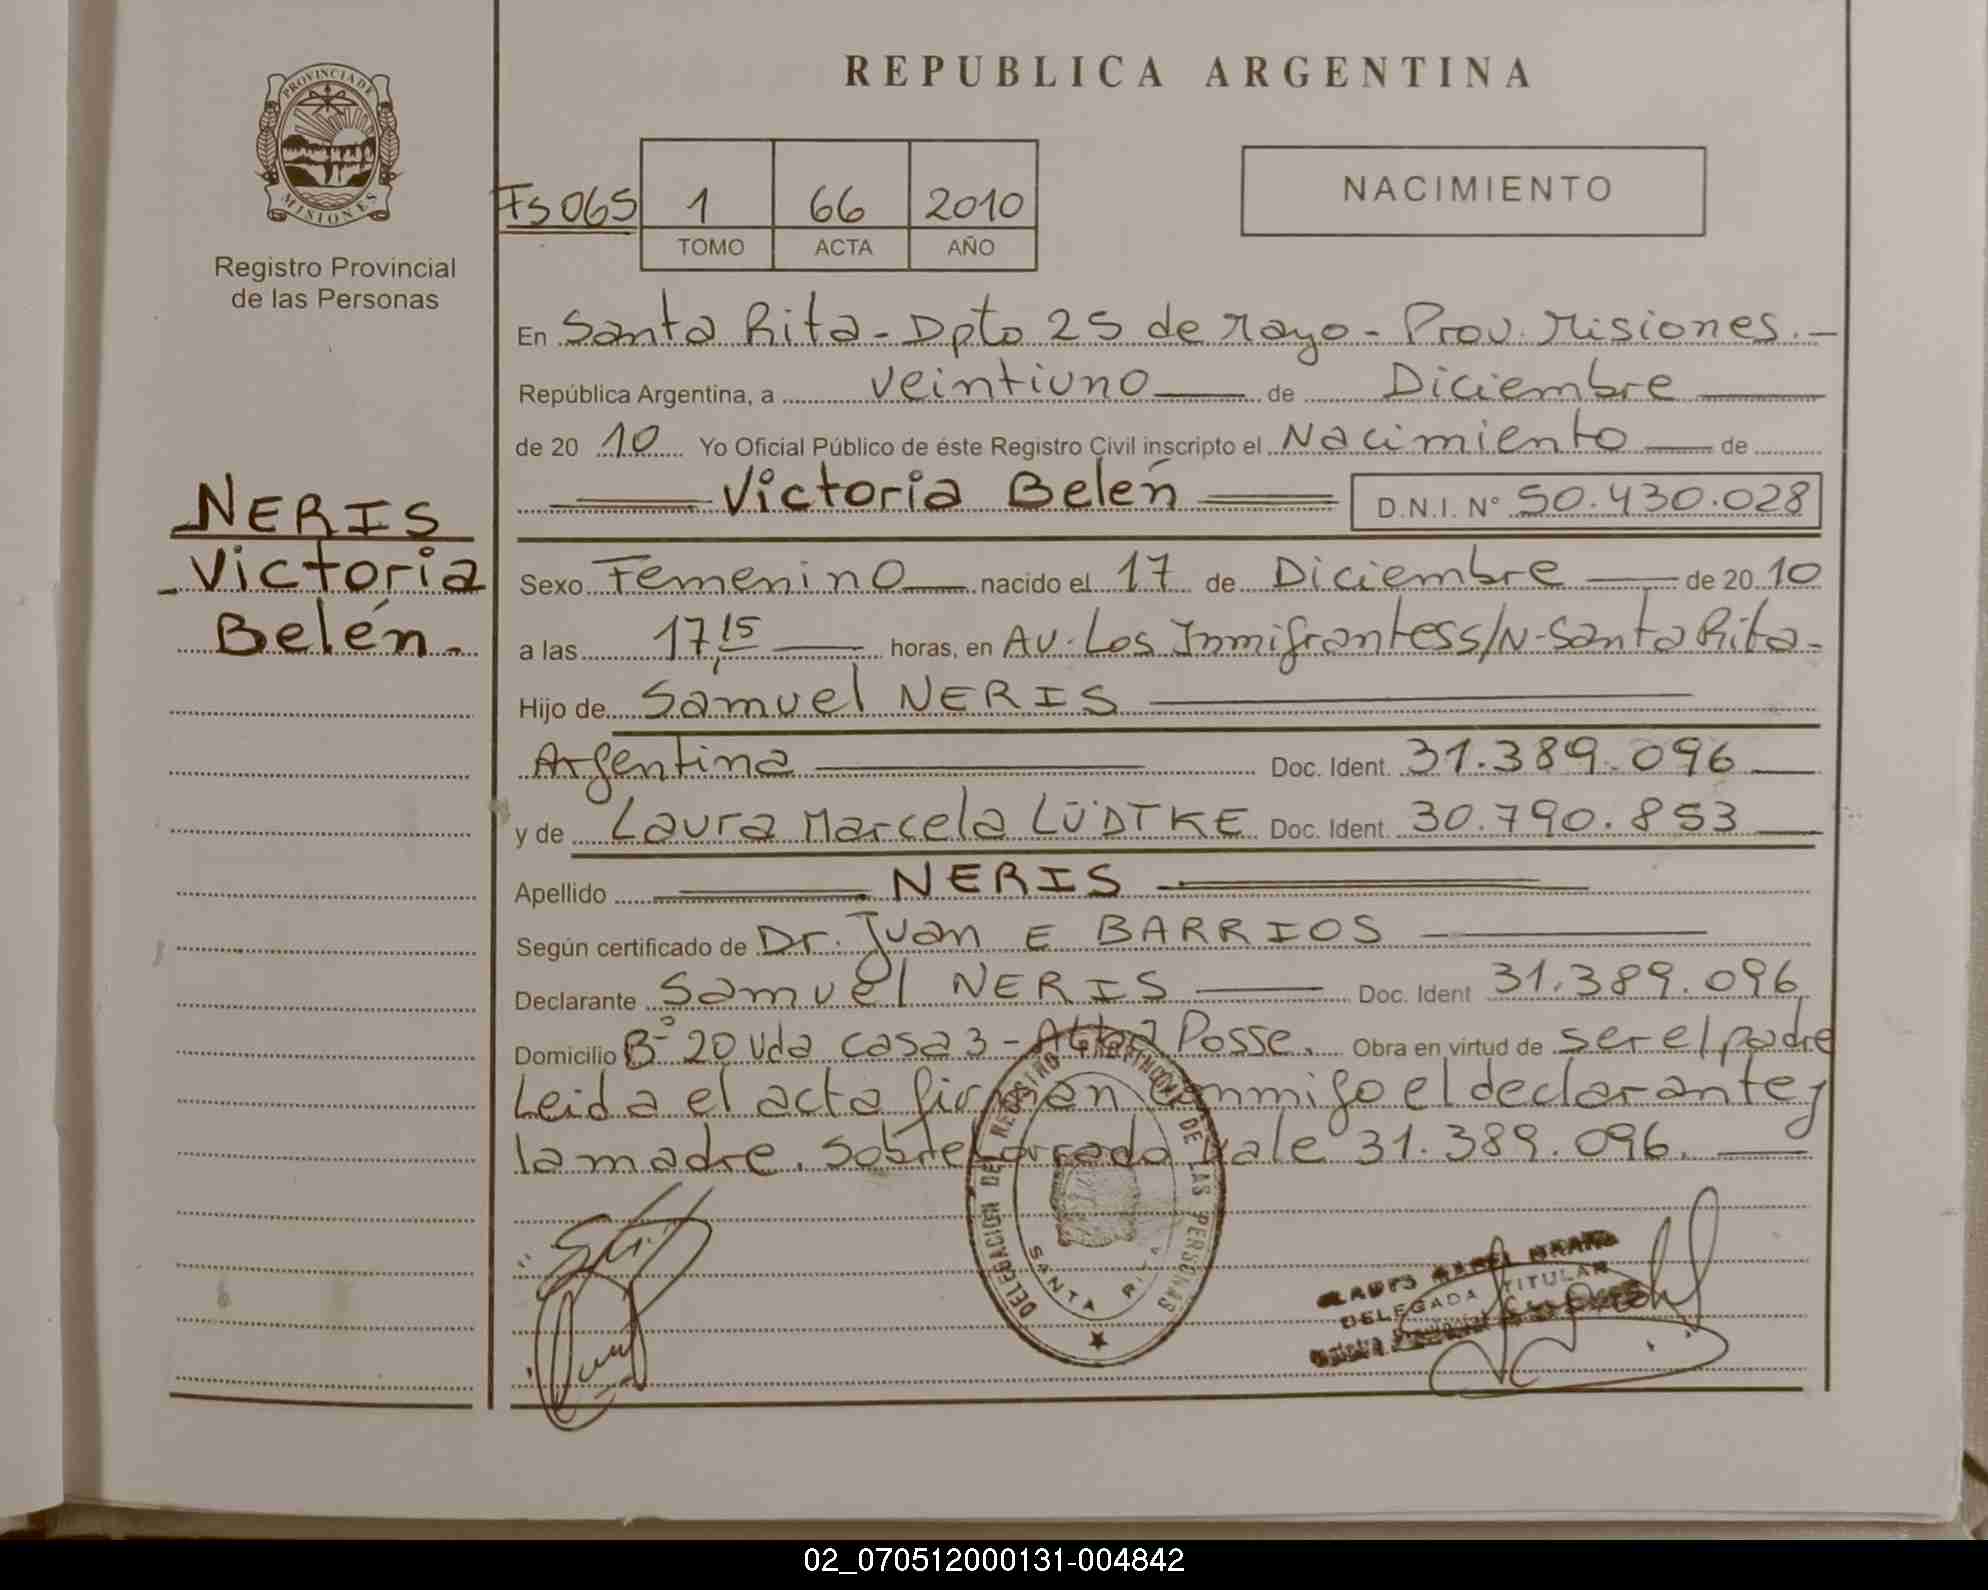 REPUBLICA ARGENTINA
PROVINCIA DE
MISIONES
Registro Provincial
de las Personas
Fs 065
1 66 2010
TOMO ACTA AÑO
NACIMIENTO
NERIS
Victoria
Belén.
En Santa Rita - Dpto 25 de Mayo - Prov. Misiones.-
República Argentina, a veintiuno de Diciembre
de 20 10 Yo Oficial Público de éste Registro Civil inscripto el Nacimiento de
Victoria Belén D.N.I. N° 50.430.028
Sexo Femenino nacido el 17 de Diciembre de 20 10
a las 17,15 horas, en Av. Los Inmigrantes s/N - Santa Rita -
Hijo de Samuel NERIS
Argentina Doc. Ident. 31.389.096
y de Laura Marcela LÜDTKE Doc. Ident. 30.790.853
Apellido NERIS
Según certificado de Dr. Juan E BARRIOS
Declarante Samuel NERIS Doc. Ident 31.389.096
Domicilio B° 20 Vda casa 3 - Alba Posse. Obra en virtud de ser el padre
Leida el acta firman conmigo el declarante y
la madre. Sobreborrado Vale 31.389.096.
DELEGACION DEL REGISTRO PROVINCIAL DE LAS PERSONAS
SANTA RITA
DELEGADA TITULAR
02_070512000131-004842